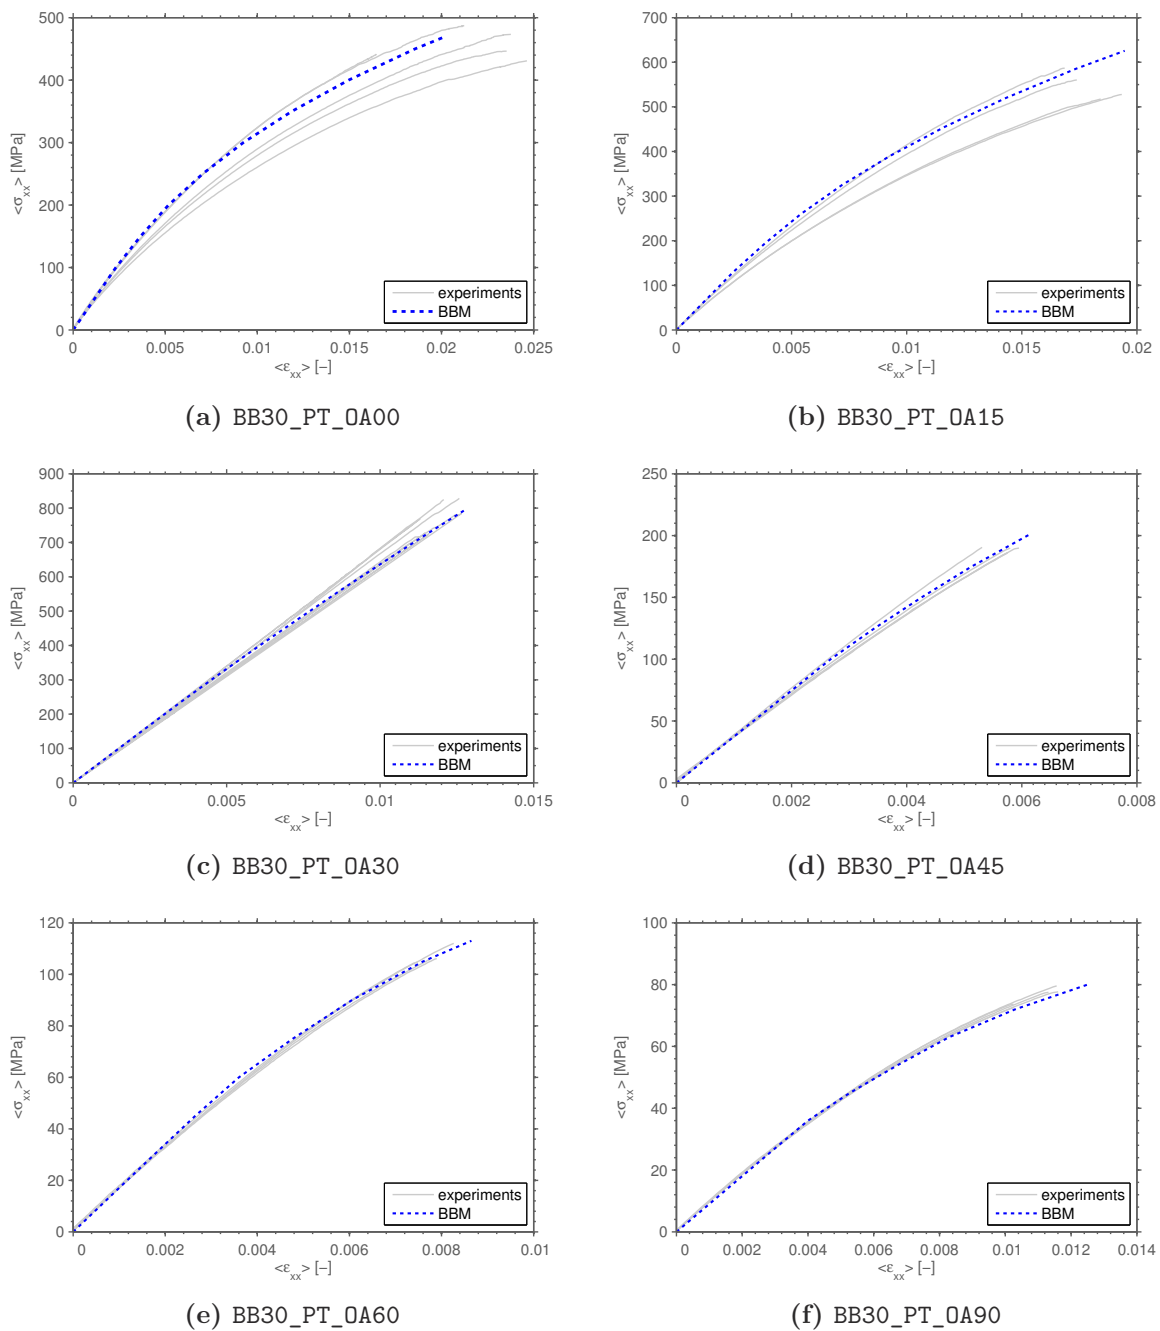 500
450
400
300
200
100
0
0 0.005 0.01 0.015 0.02 0.025
<σxx> [MPa]
<εxx> [−]
experiments
BBM
(a) BB30_PT_OA00
700
600
500
400
300
200
100
0
0 0.005 0.01 0.015 0.02
<σxx> [MPa]
<εxx> [−]
experiments
BBM
(b) BB30_PT_OA15
900
800
700
600
500
400
300
200
100
0
0 0.005 0.01 0.015
<σxx> [MPa]
<εxx> [−]
experiments
BBM
(c) BB30_PT_OA30
250
200
150
100
50
0
0 0.002 0.004 0.006 0.008
<σxx> [MPa]
<εxx> [−]
experiments
BBM
(d) BB30_PT_OA45
120
100
80
60
40
20
0
0 0.002 0.004 0.006 0.008 0.01
<σxx> [MPa]
<εxx> [−]
experiments
BBM
(e) BB30_PT_OA60
100
80
60
40
20
0
0 0.002 0.004 0.006 0.008 0.01 0.012 0.014
<σxx> [MPa]
<εxx> [−]
experiments
BBM
(f) BB30_PT_OA90